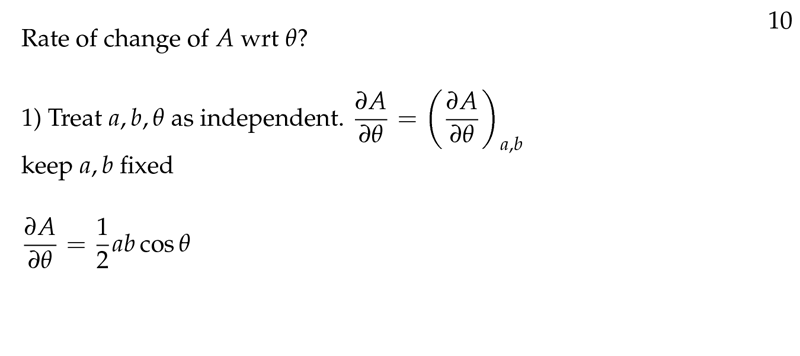 10
Rate of change of A wrt θ?
1) Treat a, b, θ as independent. ∂A/∂θ = (∂A/∂θ)_{a,b}
keep a, b fixed
∂A/∂θ = 1/2 ab cos θ